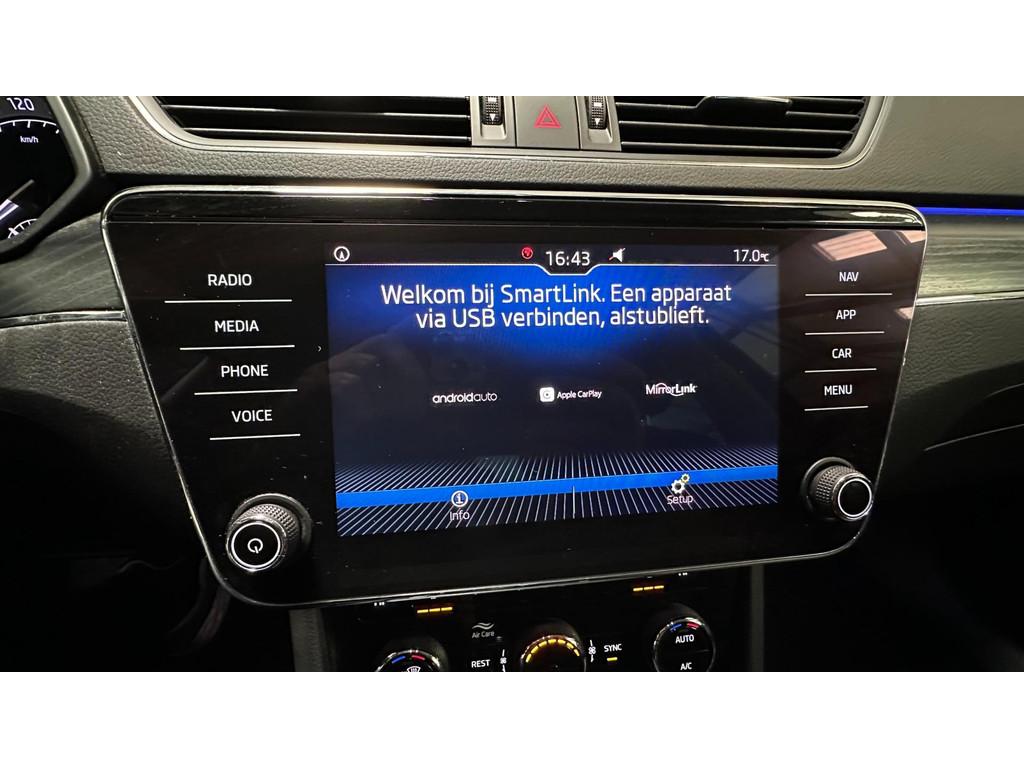 120
km/h
RADIO
MEDIA
PHONE
VOICE
16:43
17.0°C
Welkom bij SmartLink. Een apparaat
via USB verbinden, alstublieft.
androidauto
Apple CarPlay
MirrorLink
Info
Setup
NAV
APP
CAR
MENU
Air Care
REST
SYNC
AUTO
A/C